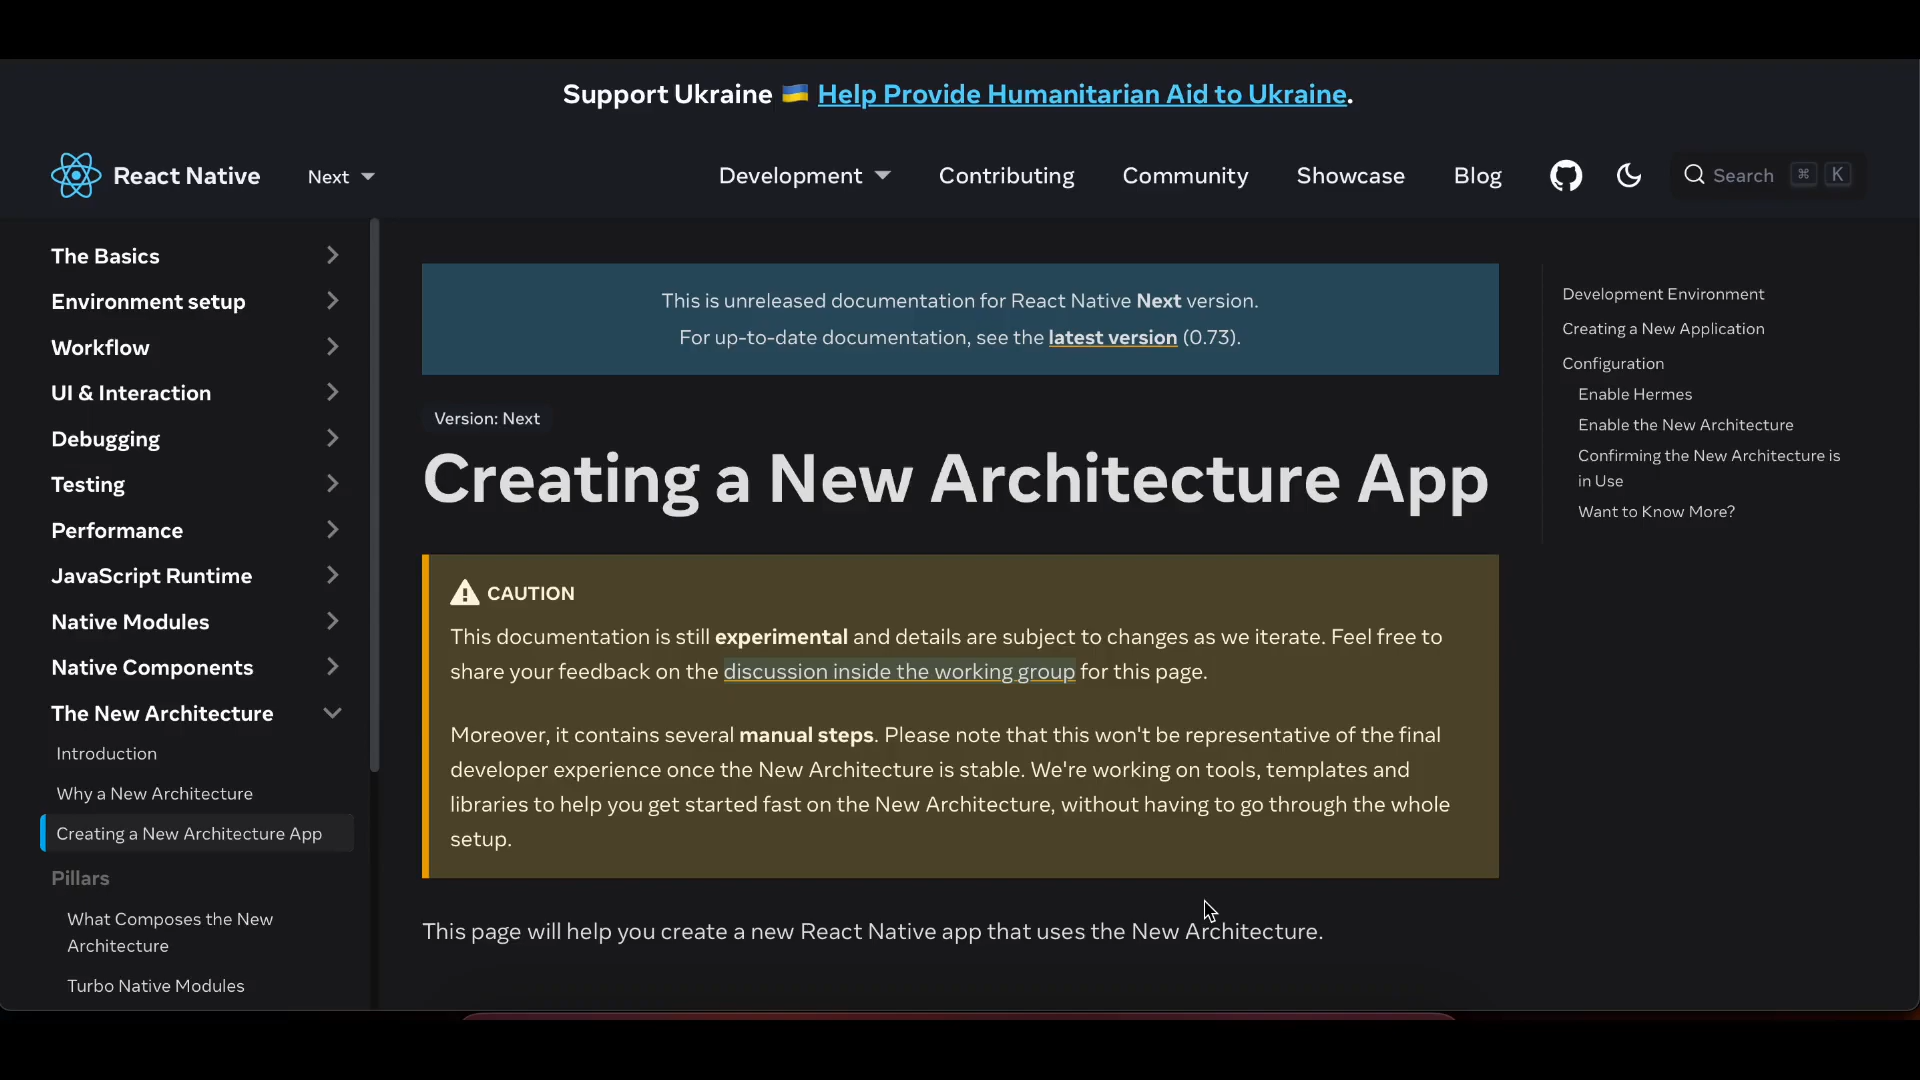 Support Ukraine 🇺🇦 Help Provide Humanitarian Aid to Ukraine.
React Native
Next
Development
Contributing
Community
Showcase
Blog
Search ⌘ K
The Basics
Environment setup
Workflow
UI & Interaction
Debugging
Testing
Performance
JavaScript Runtime
Native Modules
Native Components
The New Architecture
Introduction
Why a New Architecture
Creating a New Architecture App
Pillars
What Composes the New
Architecture
Turbo Native Modules
This is unreleased documentation for React Native Next version.
For up-to-date documentation, see the latest version (0.73).
Version: Next
Creating a New Architecture App
CAUTION
This documentation is still experimental and details are subject to changes as we iterate. Feel free to
share your feedback on the discussion inside the working group for this page.
Moreover, it contains several manual steps. Please note that this won't be representative of the final
developer experience once the New Architecture is stable. We're working on tools, templates and
libraries to help you get started fast on the New Architecture, without having to go through the whole
setup.
This page will help you create a new React Native app that uses the New Architecture.
Development Environment
Creating a New Application
Configuration
Enable Hermes
Enable the New Architecture
Confirming the New Architecture is
in Use
Want to Know More?